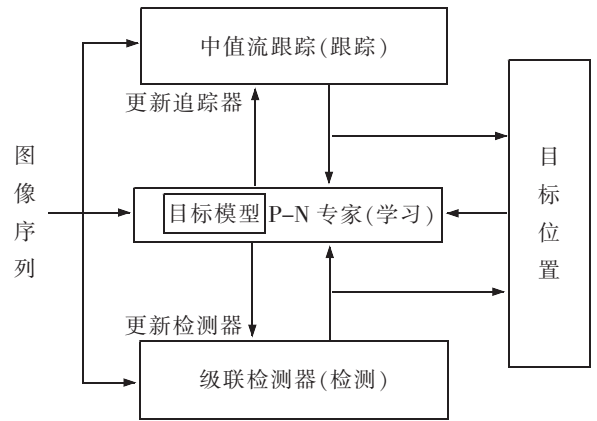 中值流跟踪(跟踪)
更新追踪器
图像序列
目标模型 P-N 专家(学习)
目标位置
更新检测器
级联检测器(检测)